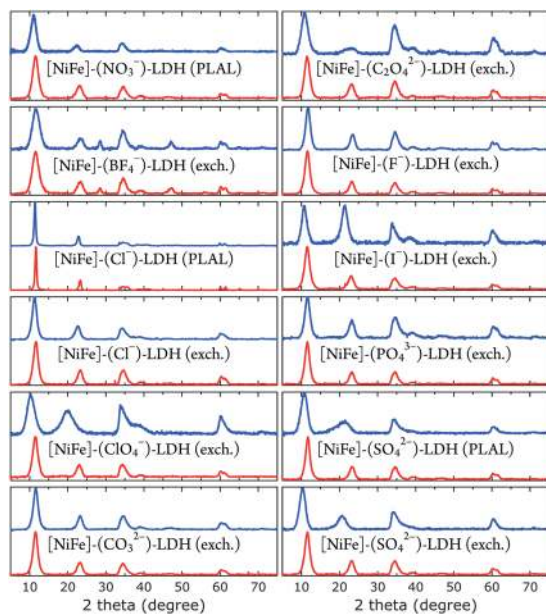 [NiFe]-(NO₃⁻)-LDH (PLAL)
[NiFe]-(C₂O₄²⁻)-LDH (exch.)
[NiFe]-(BF₄⁻)-LDH (exch.)
[NiFe]-(F⁻)-LDH (exch.)
[NiFe]-(Cl⁻)-LDH (PLAL)
[NiFe]-(I⁻)-LDH (exch.)
[NiFe]-(Cl⁻)-LDH (exch.)
[NiFe]-(PO₄³⁻)-LDH (exch.)
[NiFe]-(ClO₄⁻)-LDH (exch.)
[NiFe]-(SO₄²⁻)-LDH (PLAL)
[NiFe]-(CO₃²⁻)-LDH (exch.)
[NiFe]-(SO₄²⁻)-LDH (exch.)
10 20 30 40 50 60 70 10 20 30 40 50 60 70
2 theta (degree) 2 theta (degree)